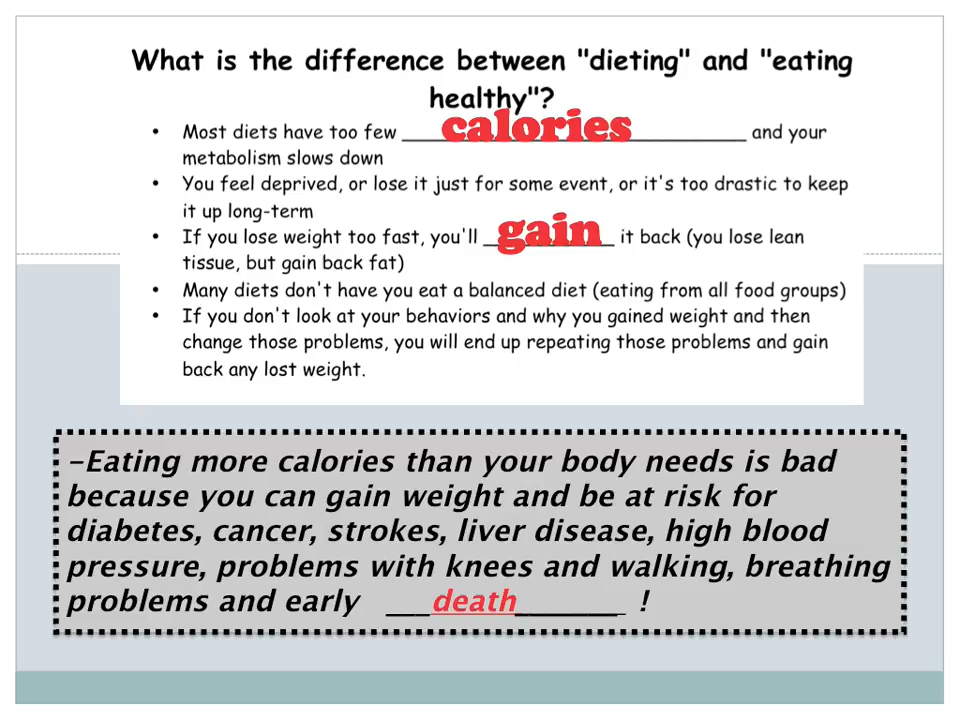 What is the difference between "dieting" and "eating
healthy"?
• Most diets have too few ____calories____ and your
metabolism slows down
• You feel deprived, or lose it just for some event, or it's too drastic to keep
it up long-term
• If you lose weight too fast, you'll __gain__ it back (you lose lean
tissue, but gain back fat)
• Many diets don't have you eat a balanced diet (eating from all food groups)
• If you don't look at your behaviors and why you gained weight and then
change those problems, you will end up repeating those problems and gain
back any lost weight.
-Eating more calories than your body needs is bad
because you can gain weight and be at risk for
diabetes, cancer, strokes, liver disease, high blood
pressure, problems with knees and walking, breathing
problems and early ___death_______ !